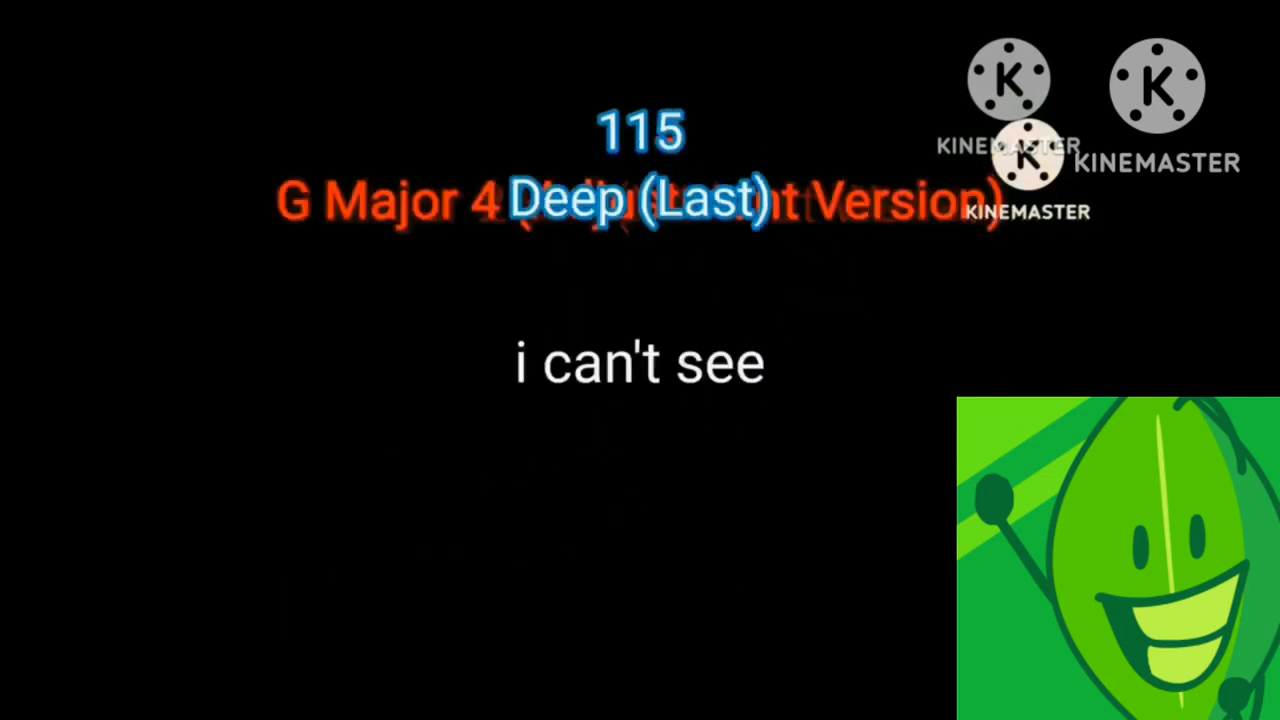 115
G Major 4
Deep (Last)
Version)
i can't see
KINEMASTER
KINEMASTER
KINEMASTER